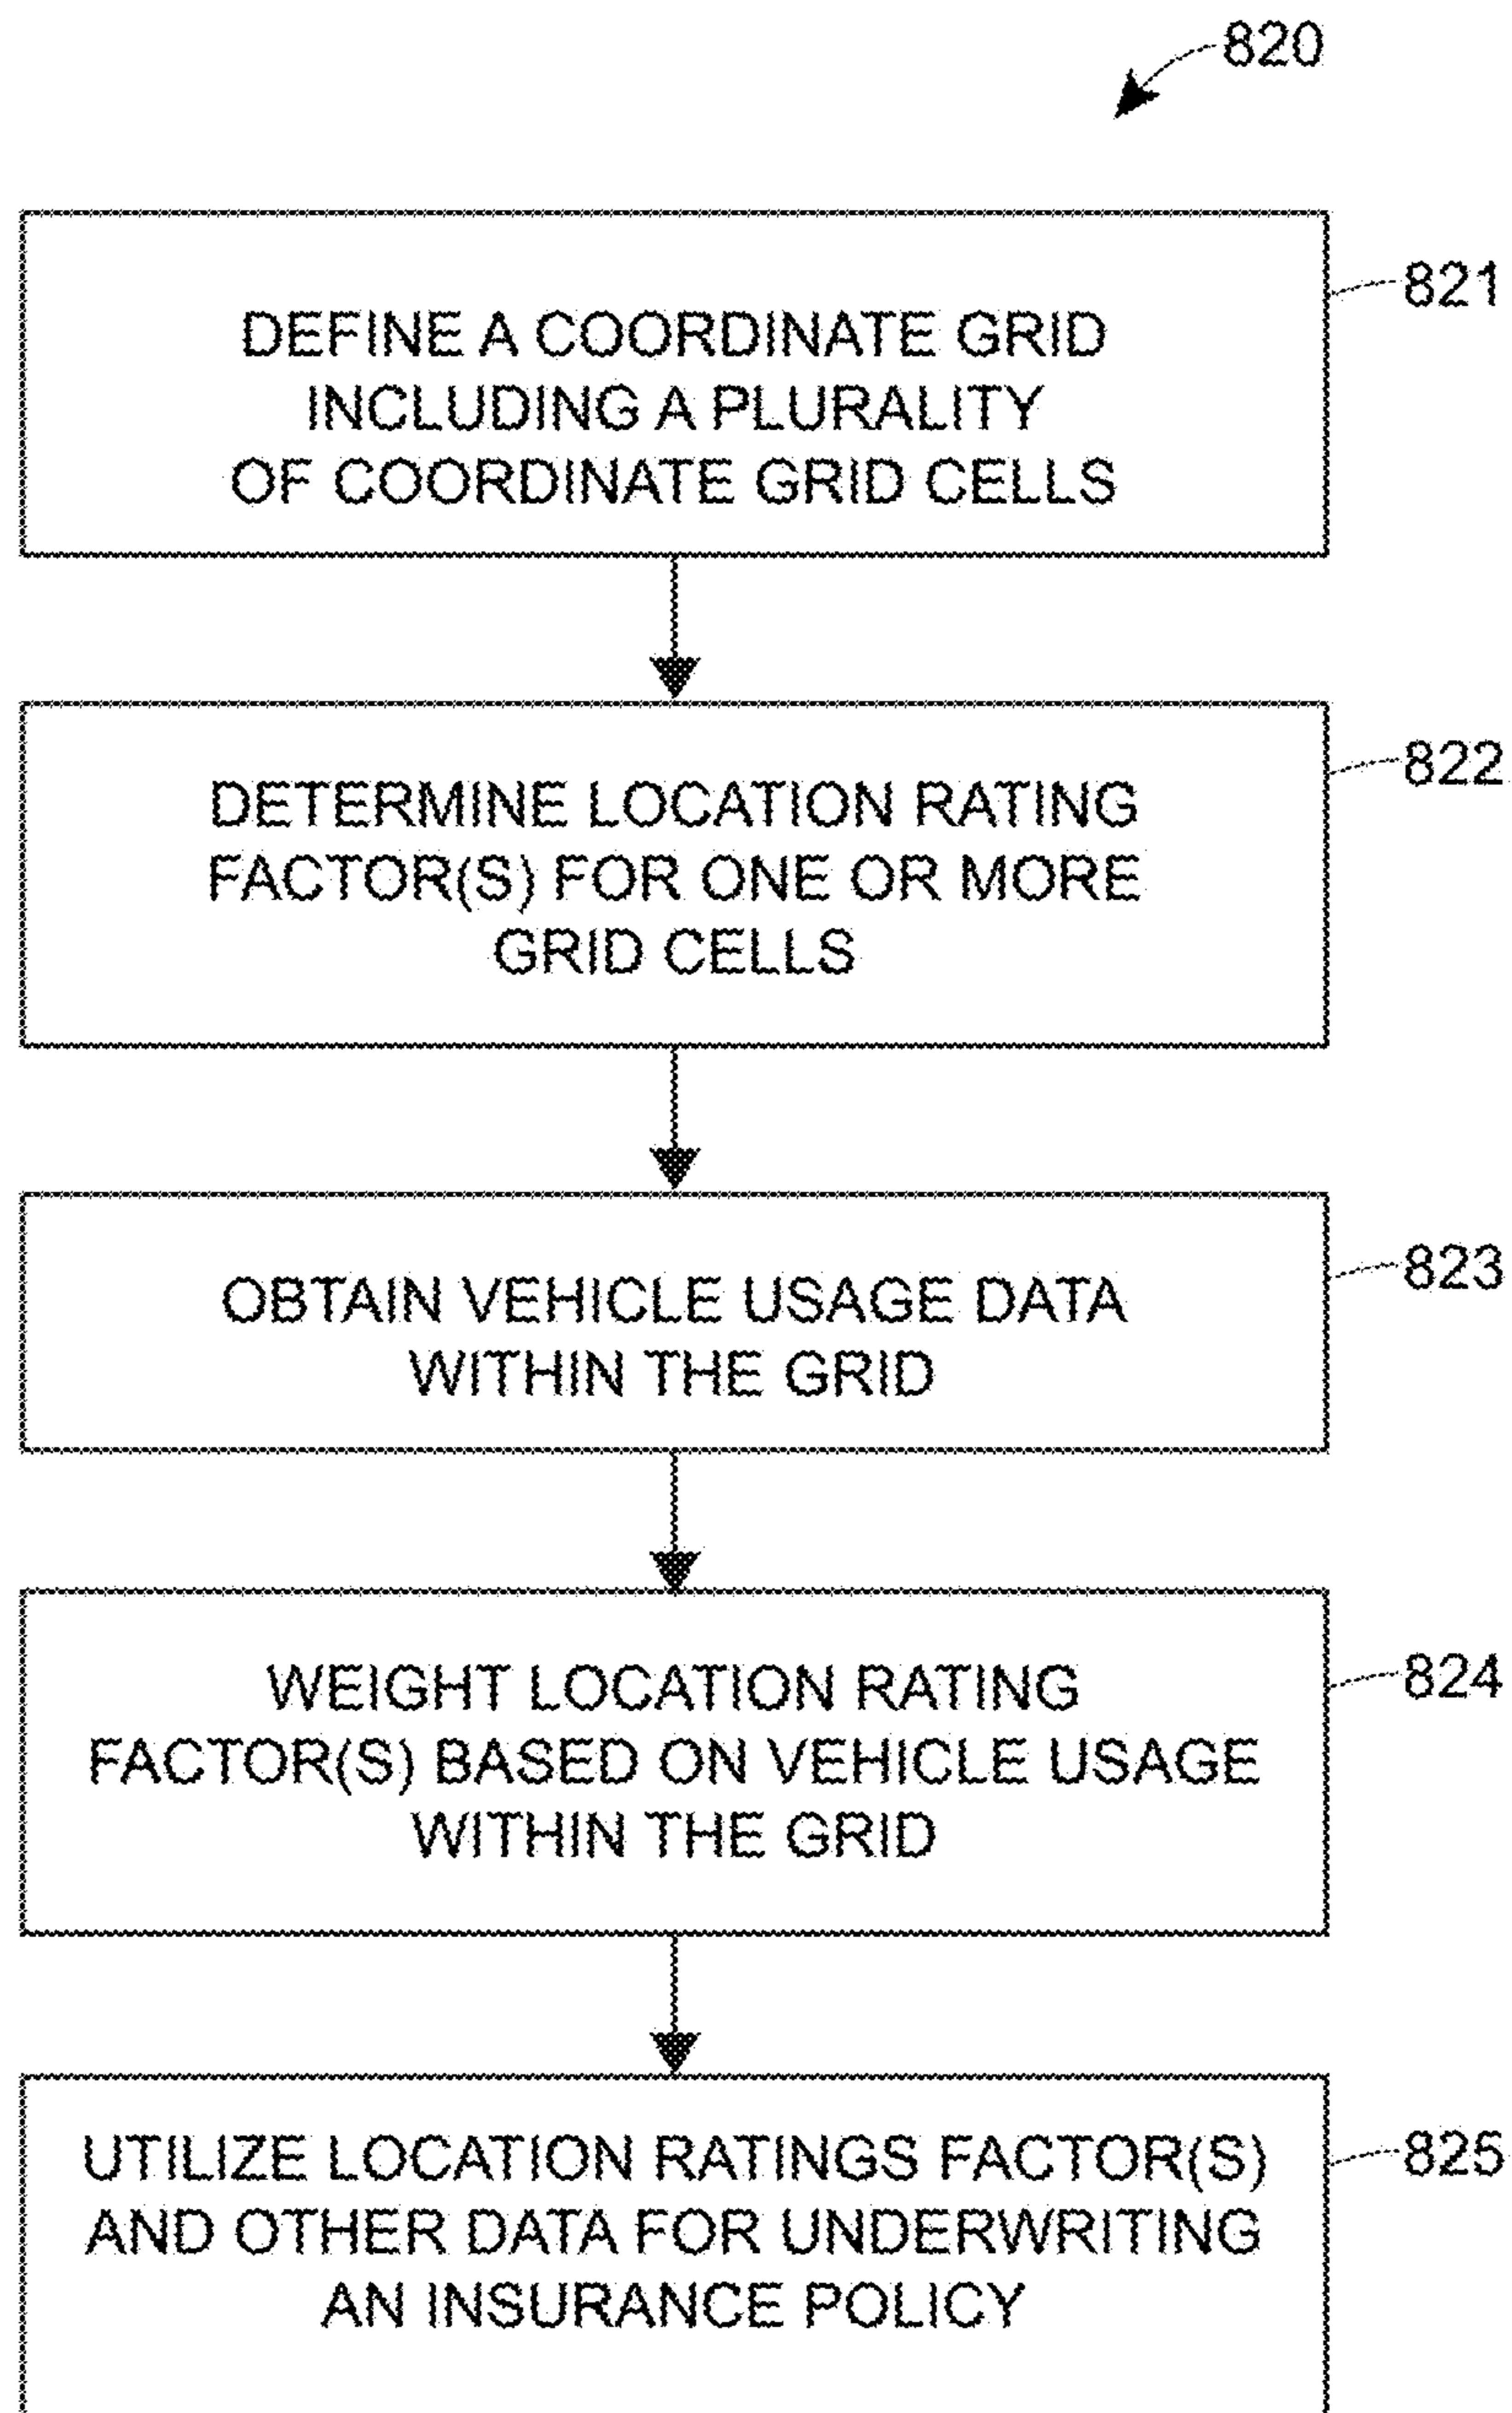 820
821
DEFINE A COORDINATE GRID
INCLUDING A PLURALITY
OF COORDINATE GRID CELLS
822
DETERMINE LOCATION RATING
FACTOR(S) FOR ONE OR MORE
GRID CELLS
823
OBTAIN VEHICLE USAGE DATA
WITHIN THE GRID
824
WEIGHT LOCATION RATING
FACTOR(S) BASED ON VEHICLE USAGE
WITHIN THE GRID
825
UTILIZE LOCATION RATINGS FACTOR(S)
AND OTHER DATA FOR UNDERWRITING
AN INSURANCE POLICY